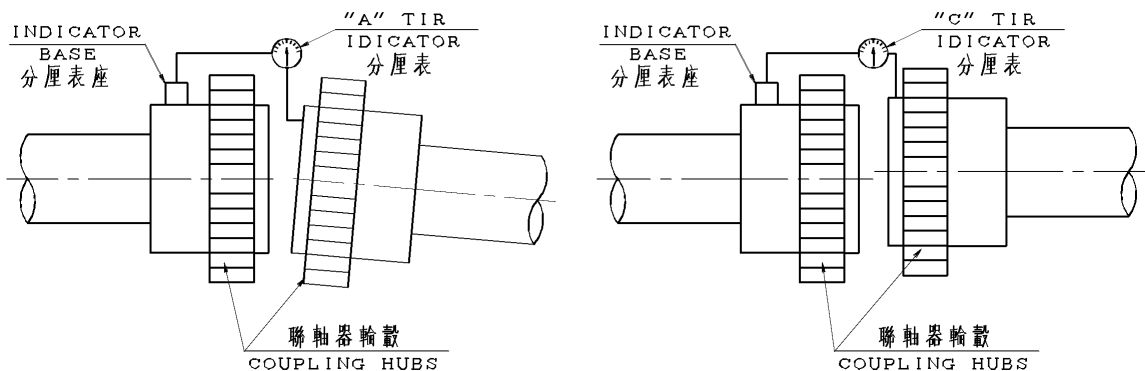 INDICATOR
BASE
分厘表座
"A" TIR
IDICATOR
分厘表
聯軸器輪轂
COUPLING HUBS
INDICATOR
BASE
分厘表座
"C" TIR
IDICATOR
分厘表
聯軸器輪轂
COUPLING HUBS